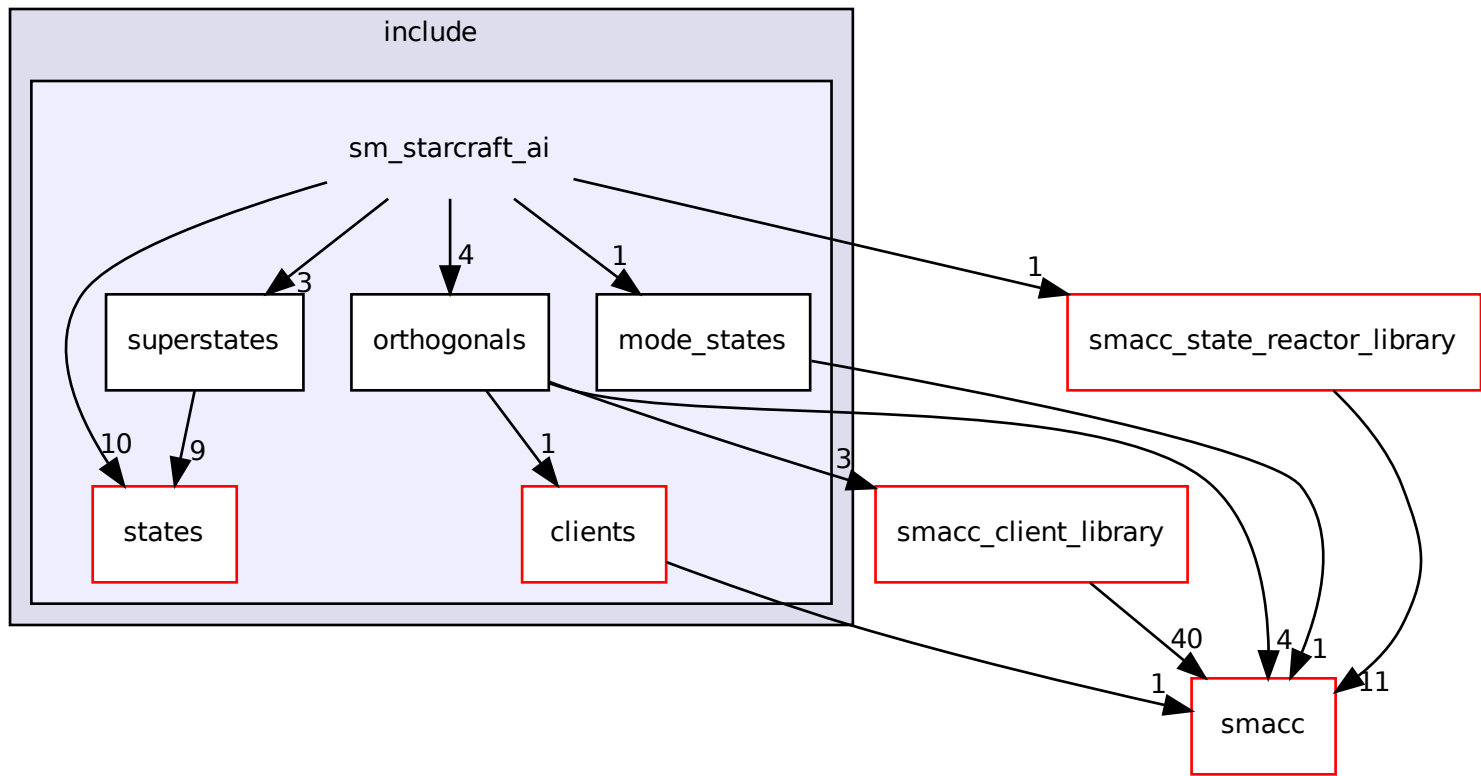 include
sm_starcraft_ai
1
1
4
3
superstates
orthogonals
mode_states
smacc_state_reactor_library
10
9
1
3
states
clients
smacc_client_library
40
4
1
1
11
smacc